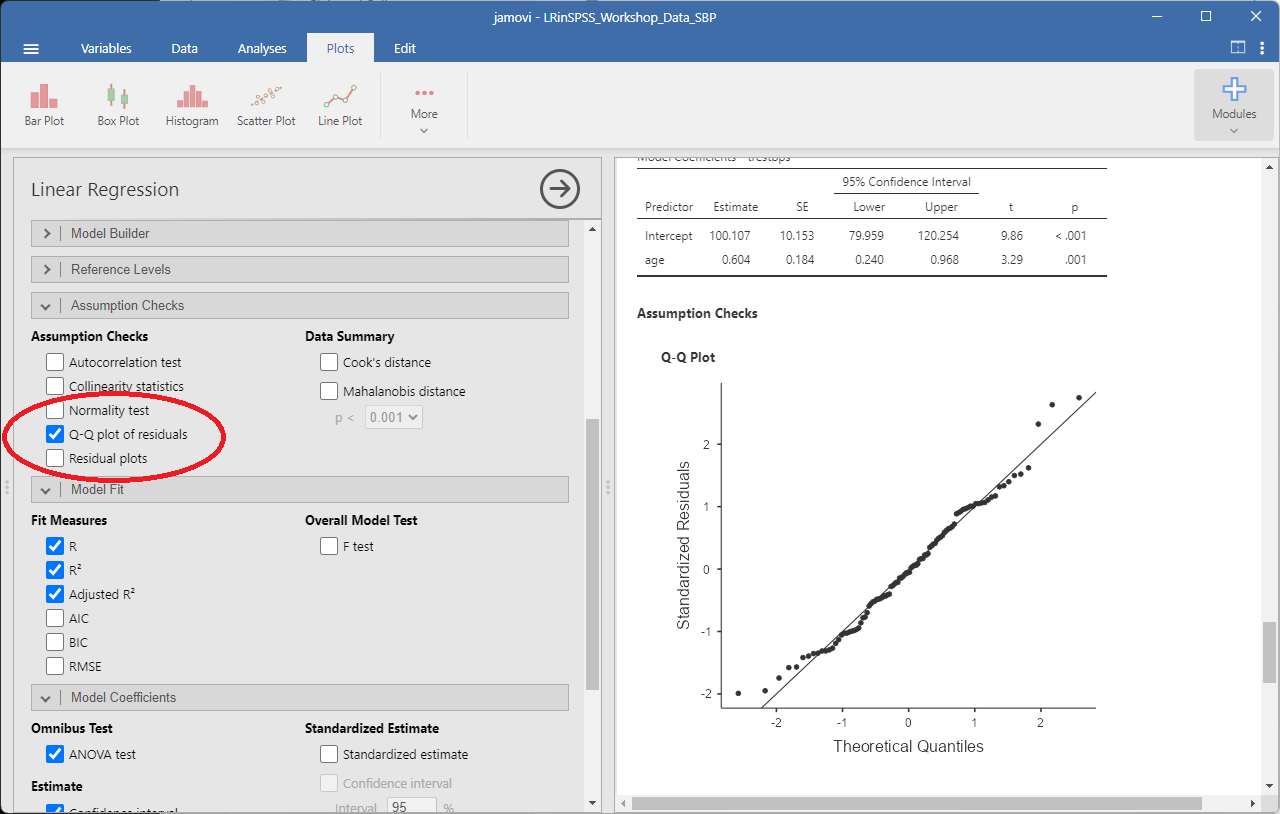 jamovi - LRinSPSS_Workshop_Data_SBP
Variables Data Analyses Plots Edit
Bar Plot Box Plot Histogram Scatter Plot Line Plot More Modules
Linear Regression
Model Builder
Reference Levels
Assumption Checks
Assumption Checks Data Summary
Autocorrelation test Cook's distance
Collinearity statistics Mahalanobis distance
Normality test p < 0.001
Q-Q plot of residuals
Residual plots
Model Fit
Fit Measures Overall Model Test
R F test
R²
Adjusted R²
AIC
BIC
RMSE
Model Coefficients
Omnibus Test Standardized Estimate
ANOVA test Standardized estimate
Estimate Confidence interval
Confidence interval Interval 95 %
Model Coefficients - trestbps
95% Confidence Interval
Predictor Estimate SE Lower Upper t p
Intercept 100.107 10.153 79.959 120.254 9.86 < .001
age 0.604 0.184 0.240 0.968 3.29 .001
Assumption Checks
Q-Q Plot
Standardized Residuals
2
1
0
-1
-2
-2 -1 0 1 2
Theoretical Quantiles